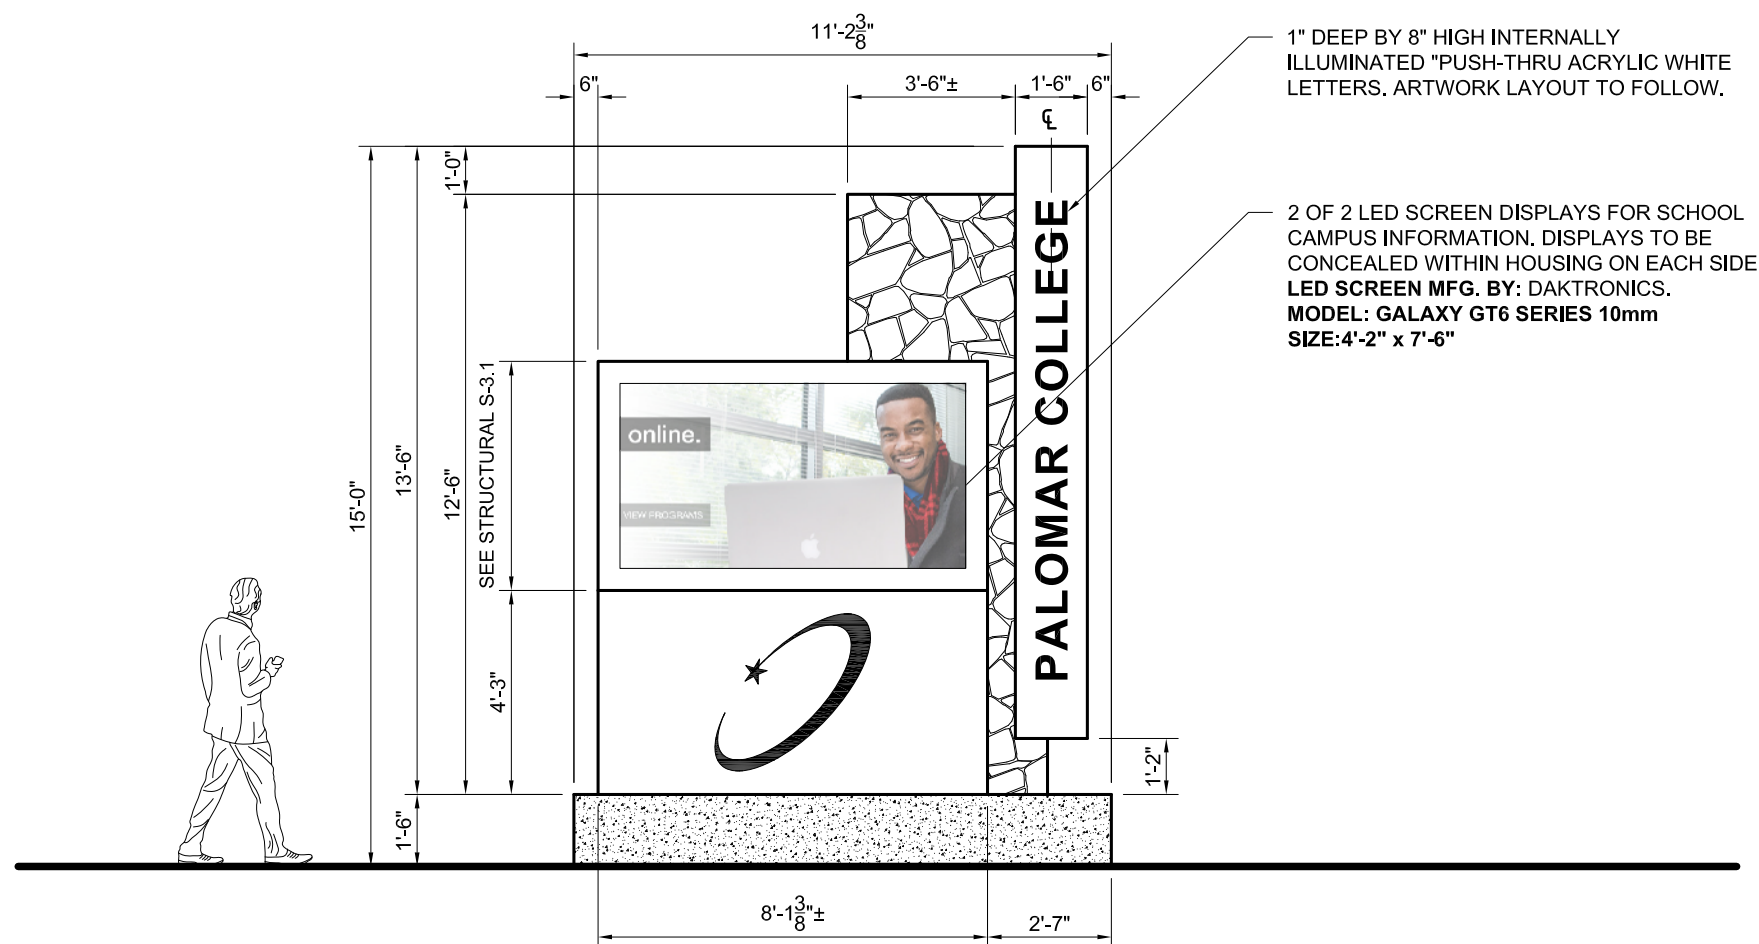 11'-2 3/8"
6"
3'-6"±
1'-6"
6"
℄
1" DEEP BY 8" HIGH INTERNALLY
ILLUMINATED "PUSH-THRU ACRYLIC WHITE
LETTERS. ARTWORK LAYOUT TO FOLLOW.
2 OF 2 LED SCREEN DISPLAYS FOR SCHOOL
CAMPUS INFORMATION. DISPLAYS TO BE
CONCEALED WITHIN HOUSING ON EACH SIDE
LED SCREEN MFG. BY: DAKTRONICS.
MODEL: GALAXY GT6 SERIES 10mm
SIZE:4'-2" x 7'-6"
15'-0"
13'-6"
1'-6"
1'-0"
12'-6"
SEE STRUCTURAL S-3.1
4'-3"
online.
VIEW PROGRAMS
PALOMAR COLLEGE
1'-2"
8'-1 3/8"±
2'-7"